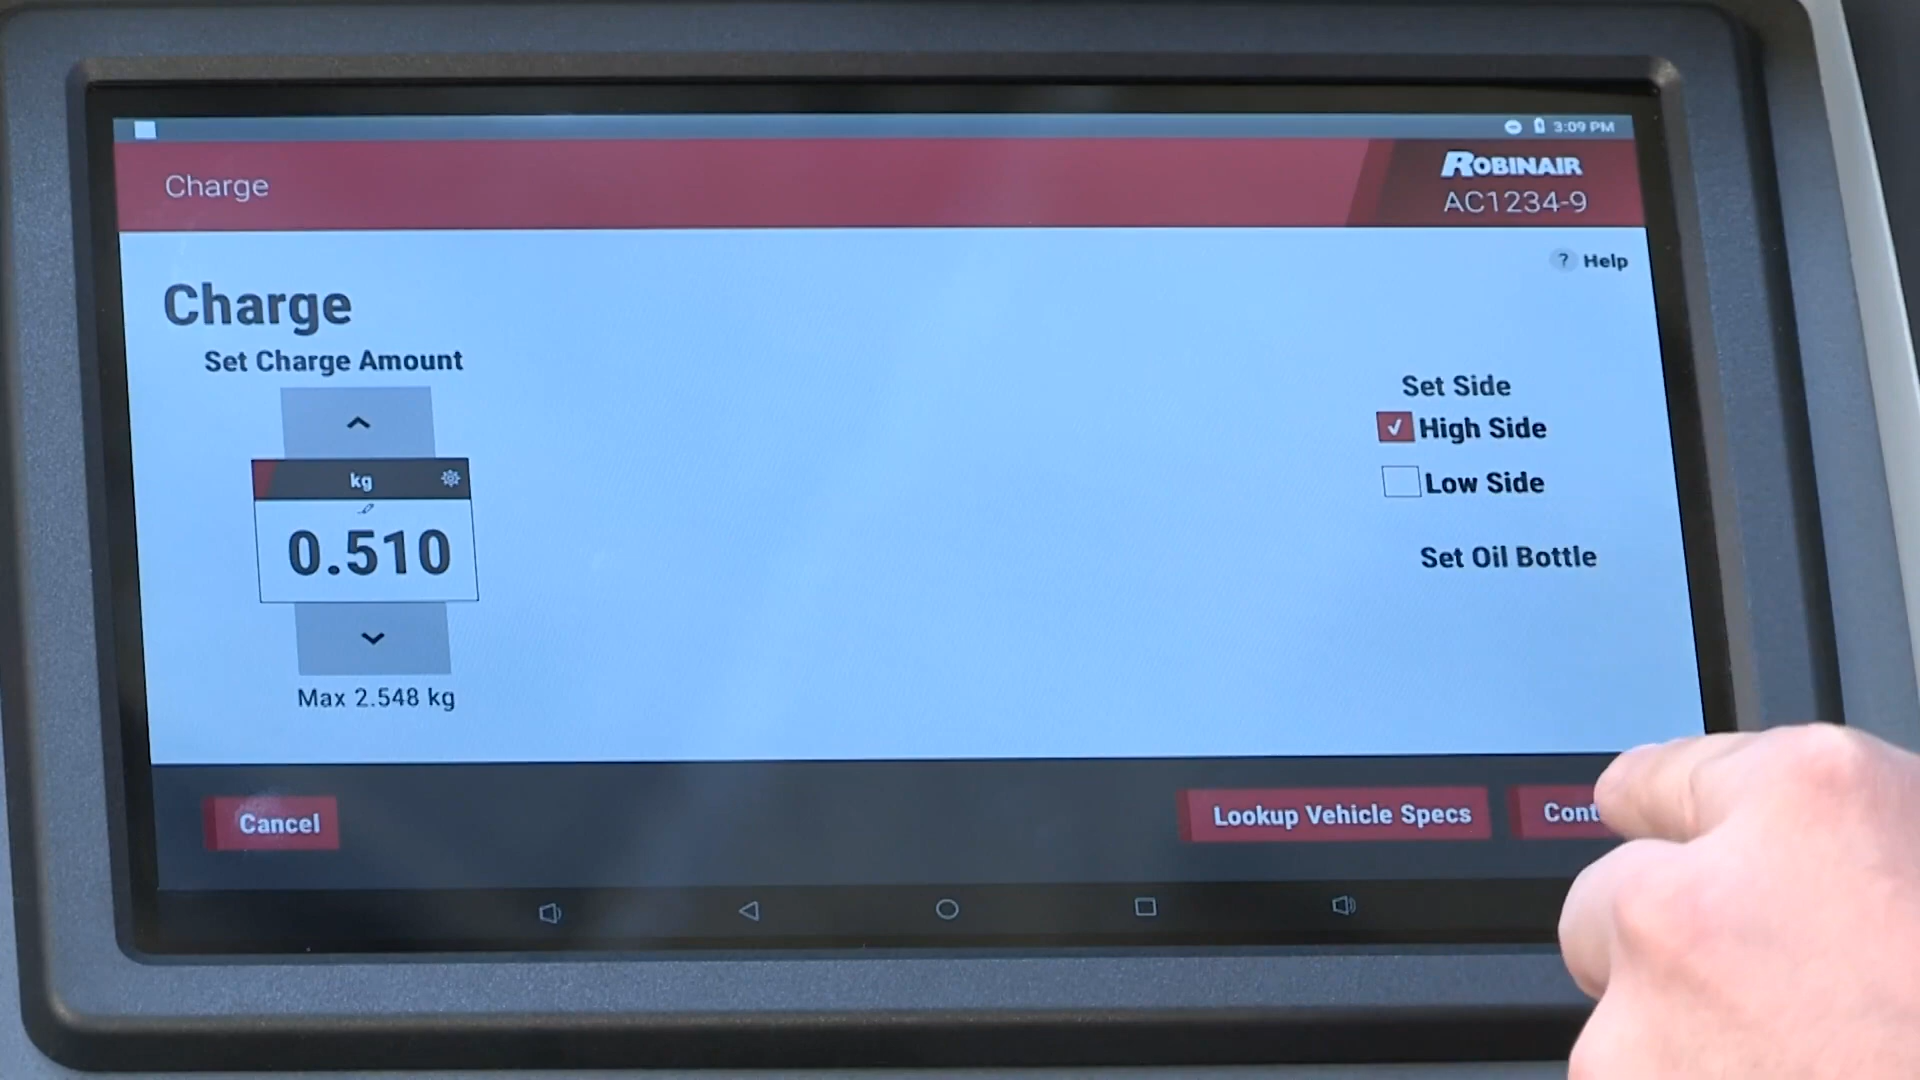 3:09 PM
Charge
ROBINAIR
AC1234-9
? Help
Charge
Set Charge Amount
kg
0.510
Max 2.548 kg
Set Side
High Side
Low Side
Set Oil Bottle
Cancel
Lookup Vehicle Specs
Cont